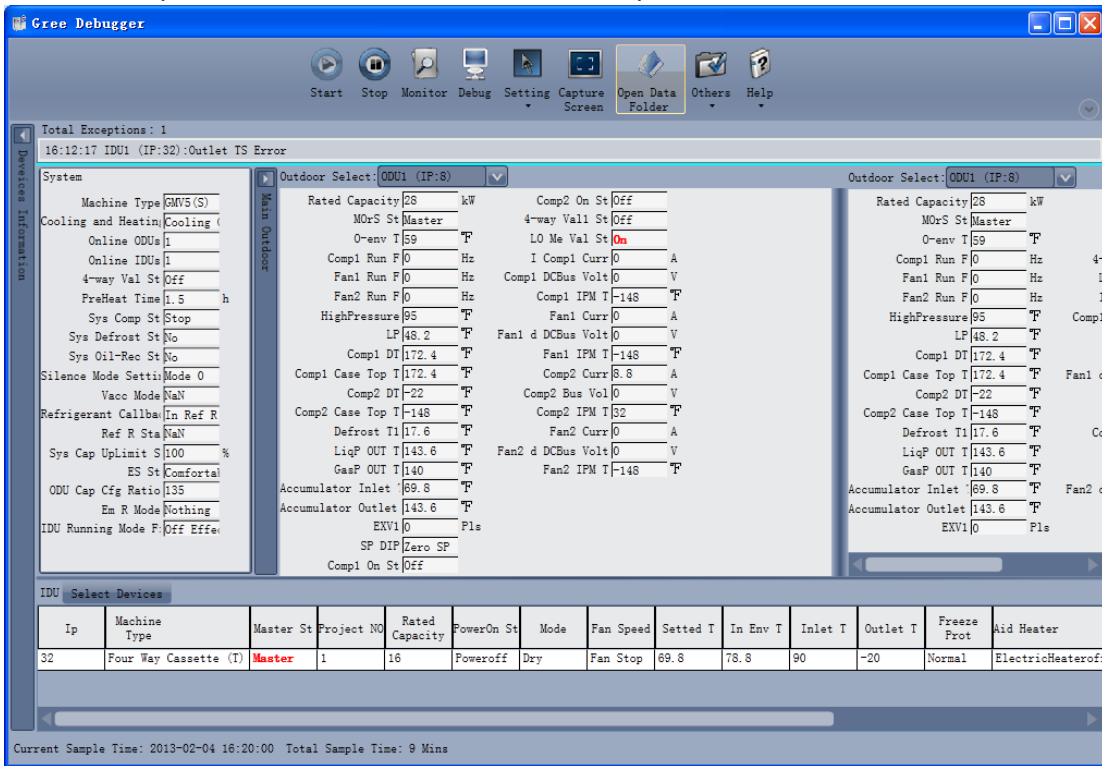 Gree Debugger
Start Stop Monitor Debug Setting Capture Screen Open Data Folder Others Help
Total Exceptions: 1
16:12:17 IDU1 (IP:32):Outlet TS Error
Deveices Information
System
Machine Type GMV5(S)
Cooling and Heatin Cooling (
Online ODUs 1
Online IDUs 1
4-way Val St Off
PreHeat Time 1.5 h
Sys Comp St Stop
Sys Defrost St No
Sys Oil-Rec St No
Silence Mode Setti Mode 0
Vacc Mode NaN
Refrigerant Callba In Ref R
Ref R Sta NaN
Sys Cap UpLimit S 100 %
ES St Comfortal
ODU Cap Cfg Ratio 135
Em R Mode Nothing
IDU Running Mode F: Off Effe
Main Outdoor
Outdoor Select: ODU1 (IP:8)
Rated Capacity 28 kW
MOrS St Master
O-env T 59 °F
Comp1 Run F 0 Hz
Fan1 Run F 0 Hz
Fan2 Run F 0 Hz
HighPressure 95 °F
LP 48.2 °F
Comp1 DT 172.4 °F
Comp1 Case Top T 172.4 °F
Comp2 DT -22 °F
Comp2 Case Top T -148 °F
Defrost T1 17.6 °F
LiqP OUT T 143.6 °F
GasP OUT T 140 °F
Accumulator Inlet 69.8 °F
Accumulator Outlet 143.6 °F
EXV1 0 Pls
SP DIP Zero SP
Comp1 On St Off
Comp2 On St Off
4-way Val1 St Off
LO Me Val St On
I Comp1 Curr 0 A
Comp1 DCBus Volt 0 V
Comp1 IPM T -148 °F
Fan1 Curr 0 A
Fan1 d DCBus Volt 0 V
Fan1 IPM T -148 °F
Comp2 Curr 8.8 A
Comp2 Bus Vol 0 V
Comp2 IPM T 32 °F
Fan2 Curr 0 A
Fan2 d DCBus Volt 0 V
Fan2 IPM T -148 °F
Outdoor Select: ODU1 (IP:8)
Rated Capacity 28 kW
MOrS St Master
O-env T 59 °F
Comp1 Run F 0 Hz 4-
Fan1 Run F 0 Hz
Fan2 Run F 0 Hz
HighPressure 95 °F Comp1
LP 48.2 °F
Comp1 DT 172.4 °F
Comp1 Case Top T 172.4 °F Fan1
Comp2 DT -22 °F
Comp2 Case Top T -148 °F
Defrost T1 17.6 °F
LiqP OUT T 143.6 °F
GasP OUT T 140 °F
Accumulator Inlet 69.8 °F Fan2
Accumulator Outlet 143.6 °F
EXV1 0 Pls
IDU Select Devices
Ip Machine Type Master St Project NO Rated Capacity PowerOn St Mode Fan Speed Setted T In Env T Inlet T Outlet T Freeze Prot Aid Heater
32 Four Way Cassette (T) Master 1 16 Poweroff Dry Fan Stop 69.8 78.8 90 -20 Normal ElectricHeaterof
Current Sample Time: 2013-02-04 16:20:00 Total Sample Time: 9 Mins